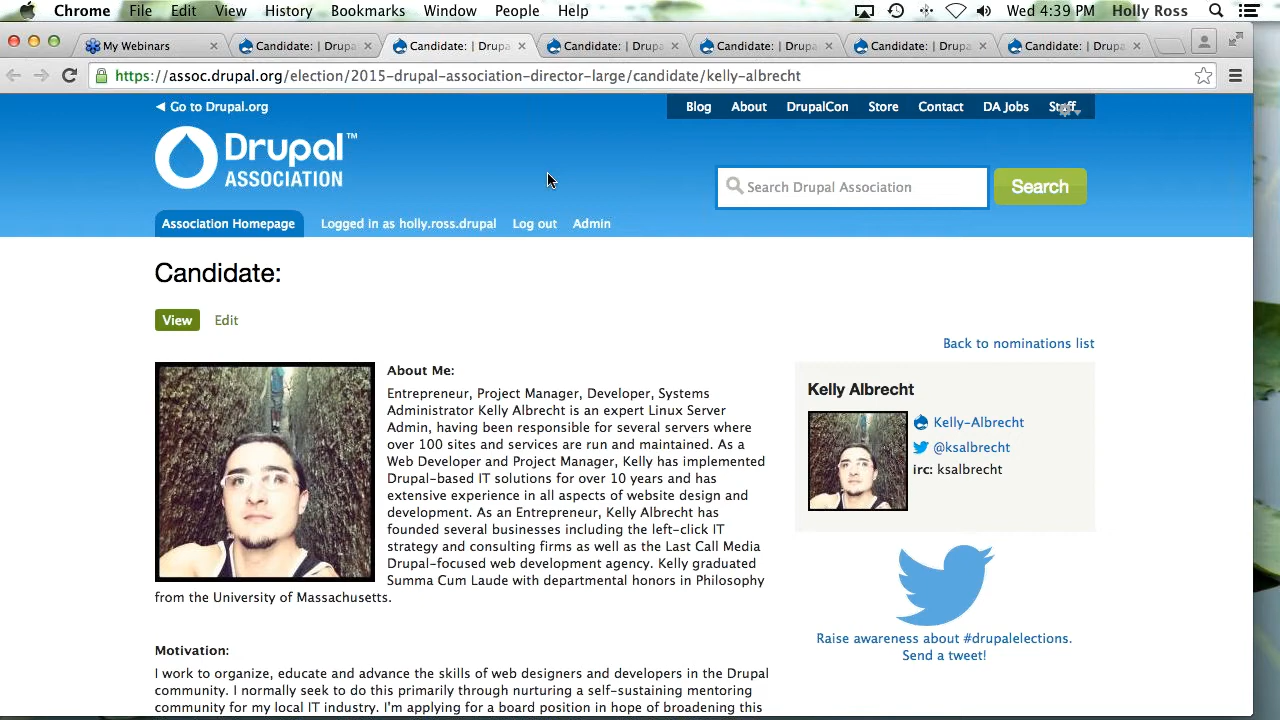 Chrome File Edit View History Bookmarks Window People Help Wed 4:39 PM Holly Ross
My Webinars Candidate: | Drupa Candidate: | Drupa Candidate: | Drupa Candidate: | Drupa Candidate: | Drupa Candidate: | Drupa
https://assoc.drupal.org/election/2015-drupal-association-director-large/candidate/kelly-albrecht
Go to Drupal.org Blog About DrupalCon Store Contact DA Jobs Staff
Drupal™
ASSOCIATION
Search Drupal Association Search
Association Homepage Logged in as holly.ross.drupal Log out Admin
Candidate:
View Edit
Back to nominations list
About Me:
Entrepreneur, Project Manager, Developer, Systems
Administrator Kelly Albrecht is an expert Linux Server
Admin, having been responsible for several servers where
over 100 sites and services are run and maintained. As a
Web Developer and Project Manager, Kelly has implemented
Drupal-based IT solutions for over 10 years and has
extensive experience in all aspects of website design and
development. As an Entrepreneur, Kelly Albrecht has
founded several businesses including the left-click IT
strategy and consulting firms as well as the Last Call Media
Drupal-focused web development agency. Kelly graduated
Summa Cum Laude with departmental honors in Philosophy
from the University of Massachusetts.
Motivation:
I work to organize, educate and advance the skills of web designers and developers in the Drupal
community. I normally seek to do this primarily through nurturing a self-sustaining mentoring
community for my local IT industry. I'm applying for a board position in hope of broadening this
Kelly Albrecht
Kelly-Albrecht
@ksalbrecht
irc: ksalbrecht
Raise awareness about #drupalelections.
Send a tweet!